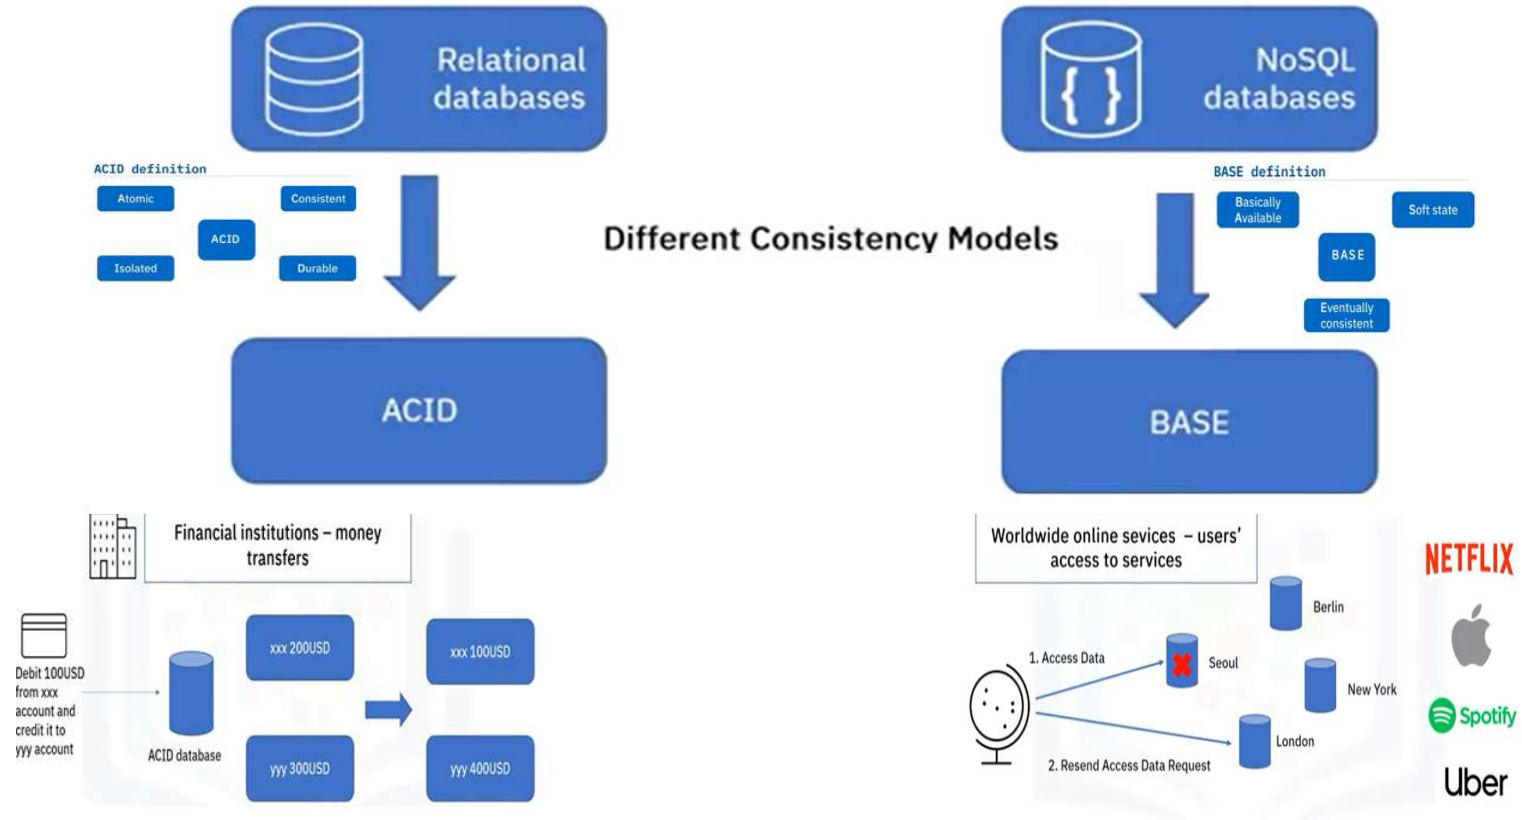 Relational
databases
NoSQL
databases
ACID definition
Atomic
Consistent
ACID
Isolated
Durable
Different Consistency Models
BASE definition
Basically
Available
Soft state
BASE
Eventually
consistent
ACID
BASE
Financial institutions – money
transfers
Debit 100USD
from xxx
account and
credit it to
yyy account
ACID database
xxx 200USD
xxx 100USD
yyy 300USD
yyy 400USD
Worldwide online sevices – users’
access to services
Berlin
1. Access Data
Seoul
New York
London
2. Resend Access Data Request
NETFLIX
Spotify
Uber